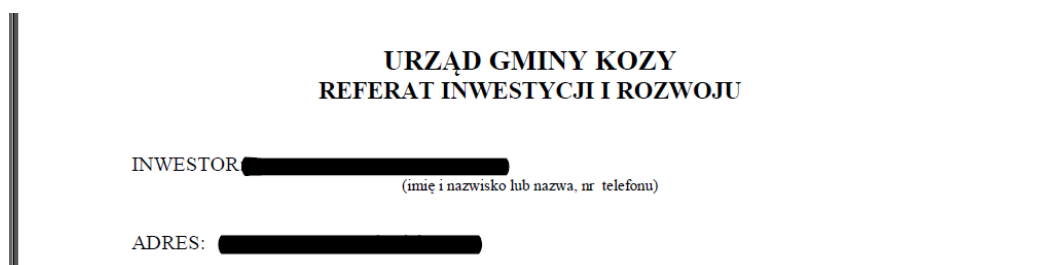 URZĄD GMINY KOZY
REFERAT INWESTYCJI I ROZWOJU
INWESTOR:
(imię i nazwisko lub nazwa, nr telefonu)
ADRES: